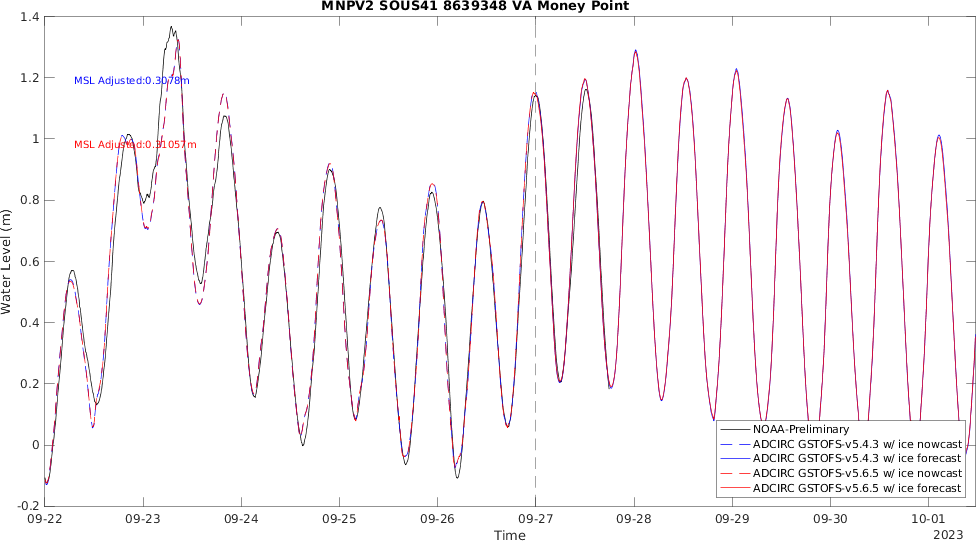 MNPV2 SOUS41 8639348 VA Money Point
1.4
1.2
1
0.8
0.6
0.4
0.2
0
-0.2
Water Level (m)
MSL Adjusted:0.3078m
MSL Adjusted:0.31057m
NOAA-Preliminary
ADCIRC GSTOFS-v5.4.3 w/ ice nowcast
ADCIRC GSTOFS-v5.4.3 w/ ice forecast
ADCIRC GSTOFS-v5.6.5 w/ ice nowcast
ADCIRC GSTOFS-v5.6.5 w/ ice forecast
09-22 09-23 09-24 09-25 09-26 09-27 09-28 09-29 09-30 10-01
Time
2023